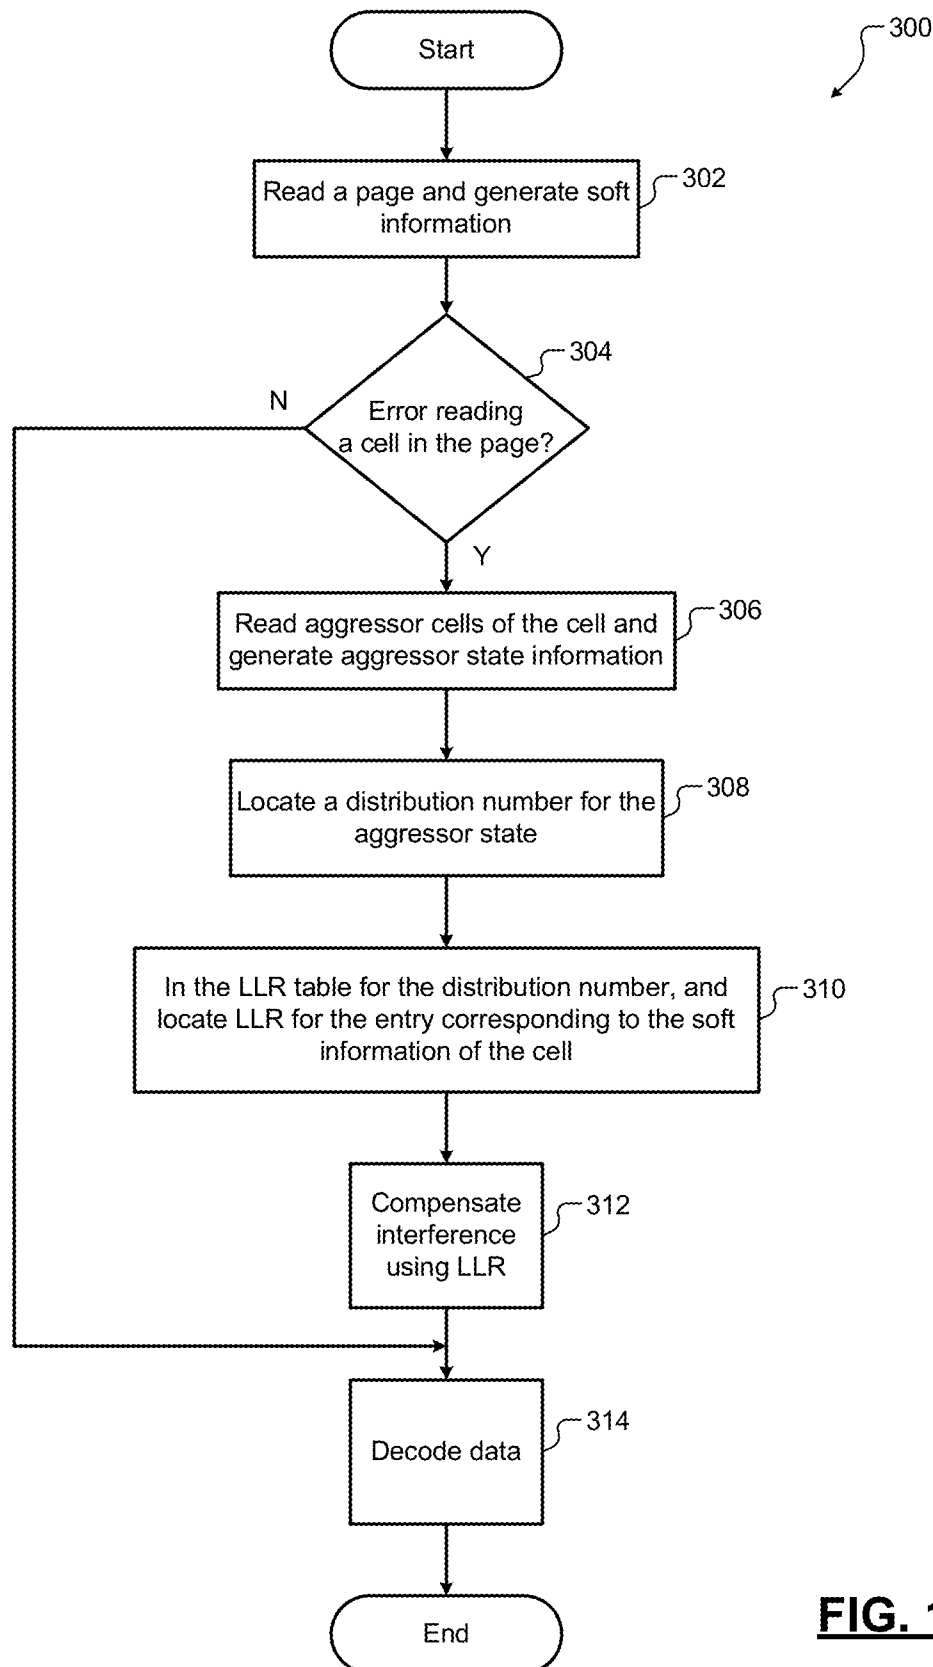 Start
300
Read a page and generate soft
information
302
304
Error reading
a cell in the page?
N
Y
Read aggressor cells of the cell and
generate aggressor state information
306
Locate a distribution number for the
aggressor state
308
In the LLR table for the distribution number, and
locate LLR for the entry corresponding to the soft
information of the cell
310
Compensate
interference
using LLR
312
Decode data
314
End
FIG.